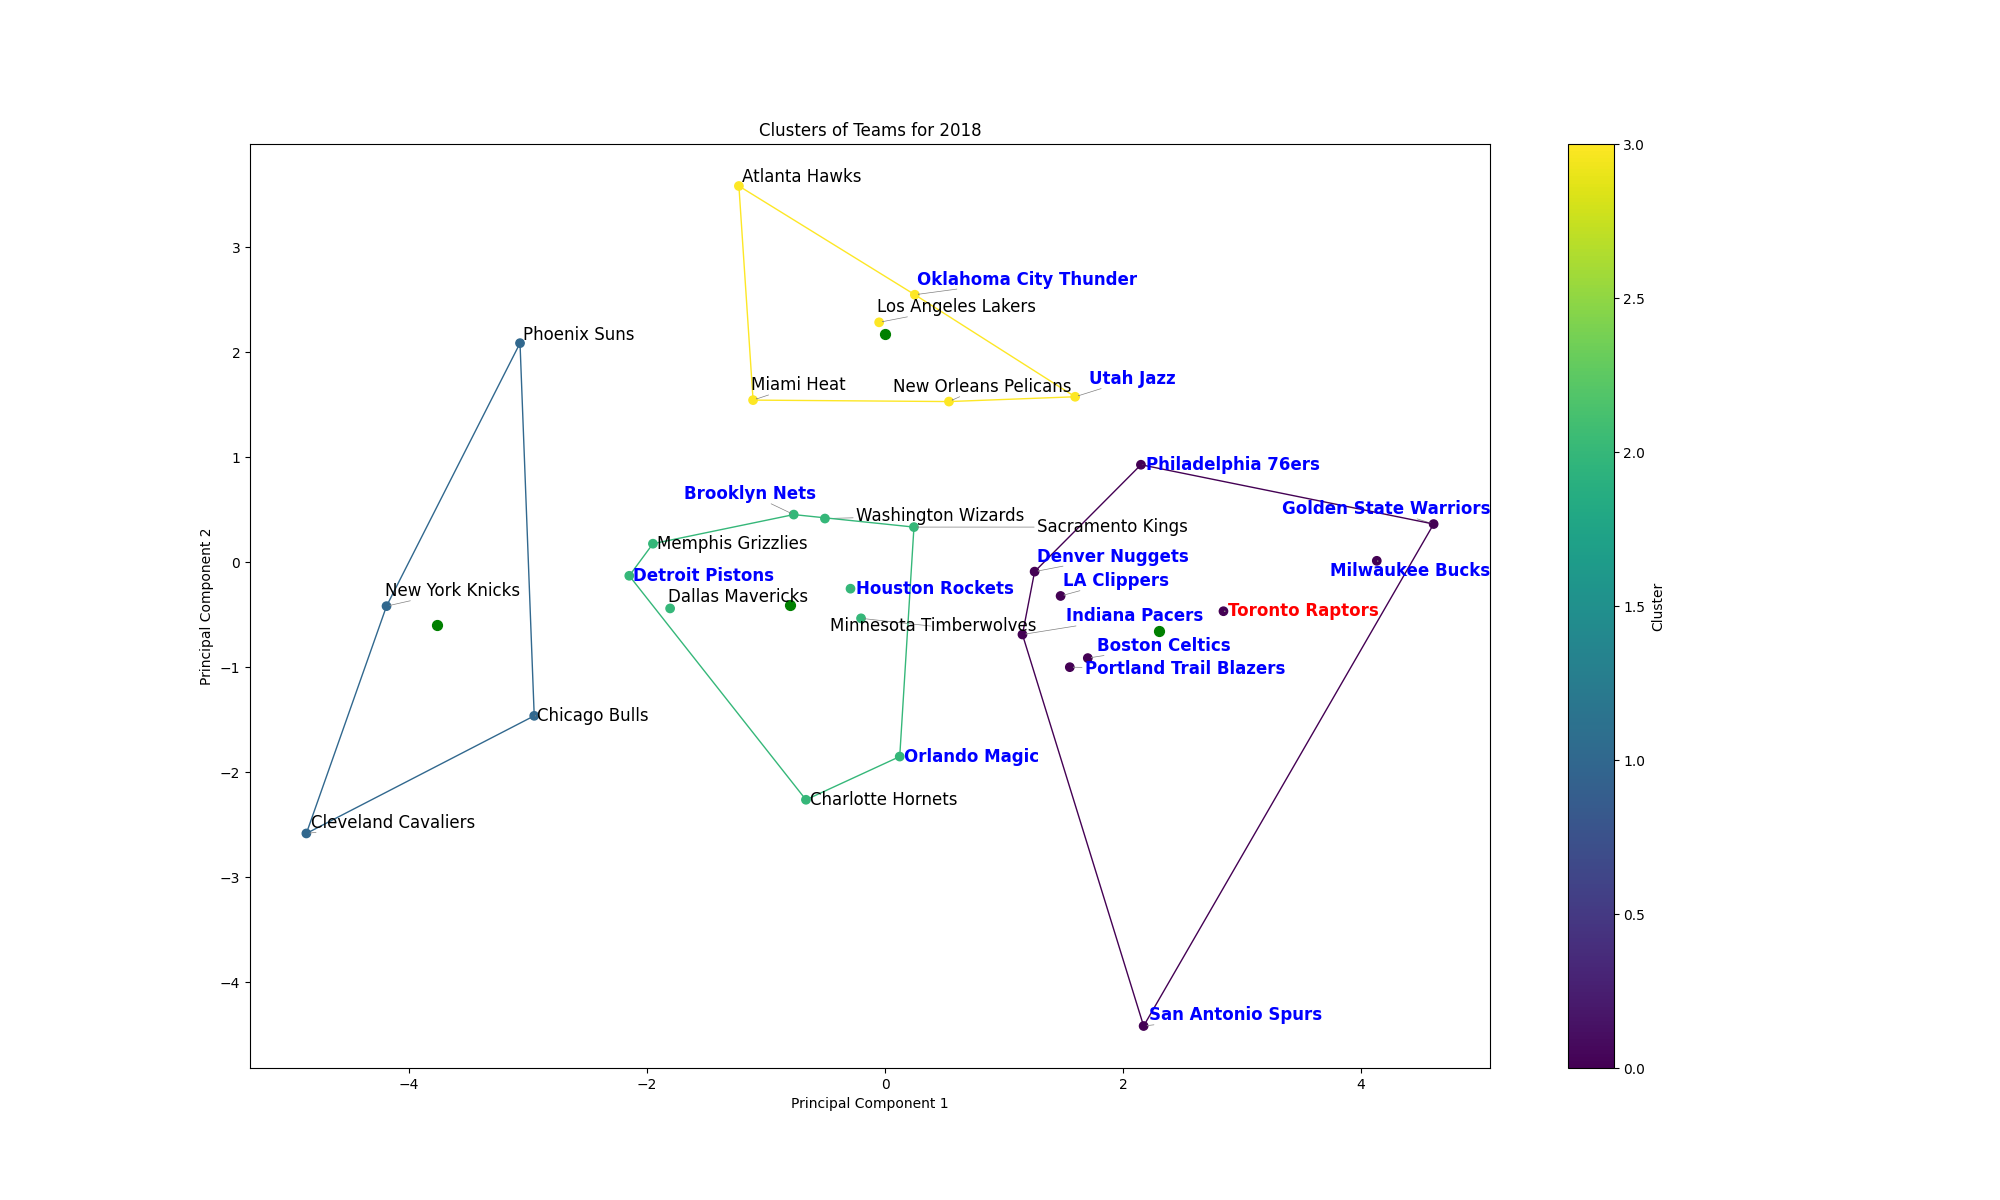 Clusters of Teams for 2018
Atlanta Hawks
Oklahoma City Thunder
Los Angeles Lakers
Phoenix Suns
Utah Jazz
Miami Heat
New Orleans Pelicans
Philadelphia 76ers
Brooklyn Nets
Golden State Warriors
Washington Wizards
Sacramento Kings
Memphis Grizzlies
Denver Nuggets
Milwaukee Bucks
Detroit Pistons
LA Clippers
Houston Rockets
New York Knicks
Dallas Mavericks
Toronto Raptors
Indiana Pacers
Minnesota Timberwolves
Boston Celtics
Portland Trail Blazers
Chicago Bulls
Orlando Magic
Charlotte Hornets
Cleveland Cavaliers
San Antonio Spurs
3
2
1
0
−1
−2
−3
−4
Principal Component 2
−4
−2
0
2
4
Principal Component 1
3.0
2.5
2.0
1.5
1.0
0.5
0.0
Cluster